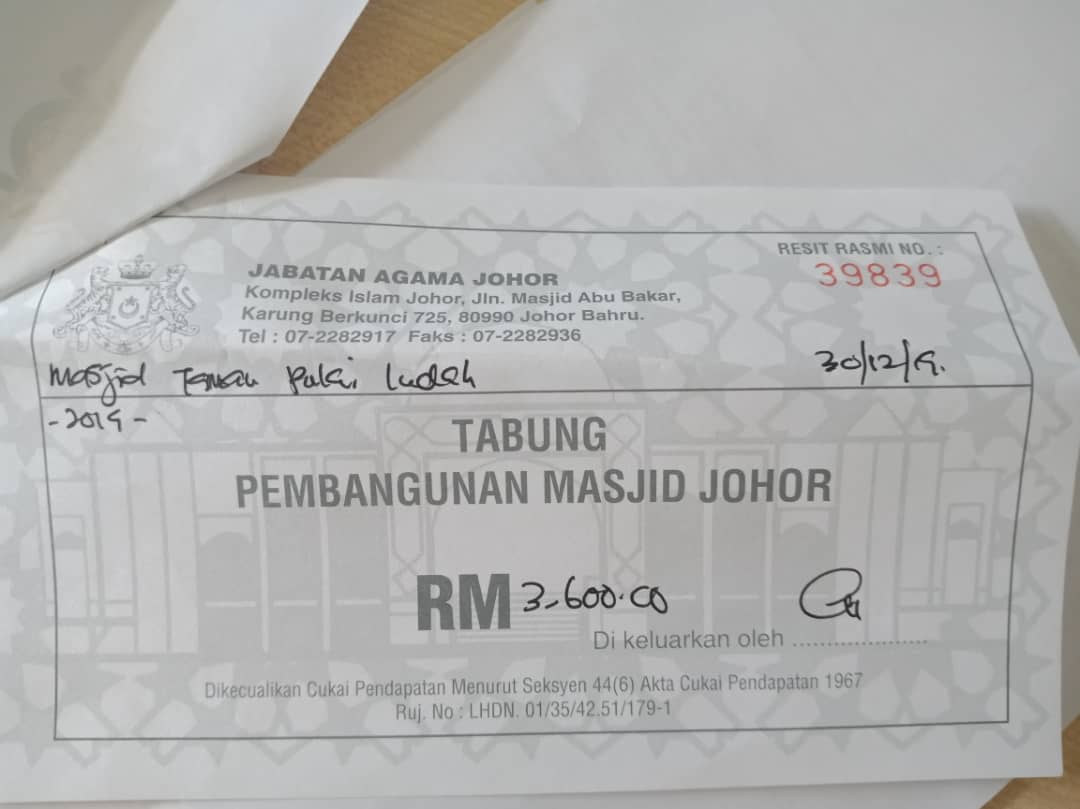 RESIT RASMI NO. :
39839
JABATAN AGAMA JOHOR
Kompleks Islam Johor, Jln. Masjid Abu Bakar,
Karung Berkunci 725, 80990 Johor Bahru.
Tel : 07-2282917 Faks : 07-2282936
Masjid Taman Pulai Indah
30/12/19.
-2019-
TABUNG
PEMBANGUNAN MASJID JOHOR
RM 3,600.00
Di keluarkan oleh ....................
Dikecualikan Cukai Pendapatan Menurut Seksyen 44(6) Akta Cukai Pendapatan 1967
Ruj. No : LHDN. 01/35/42.51/179-1